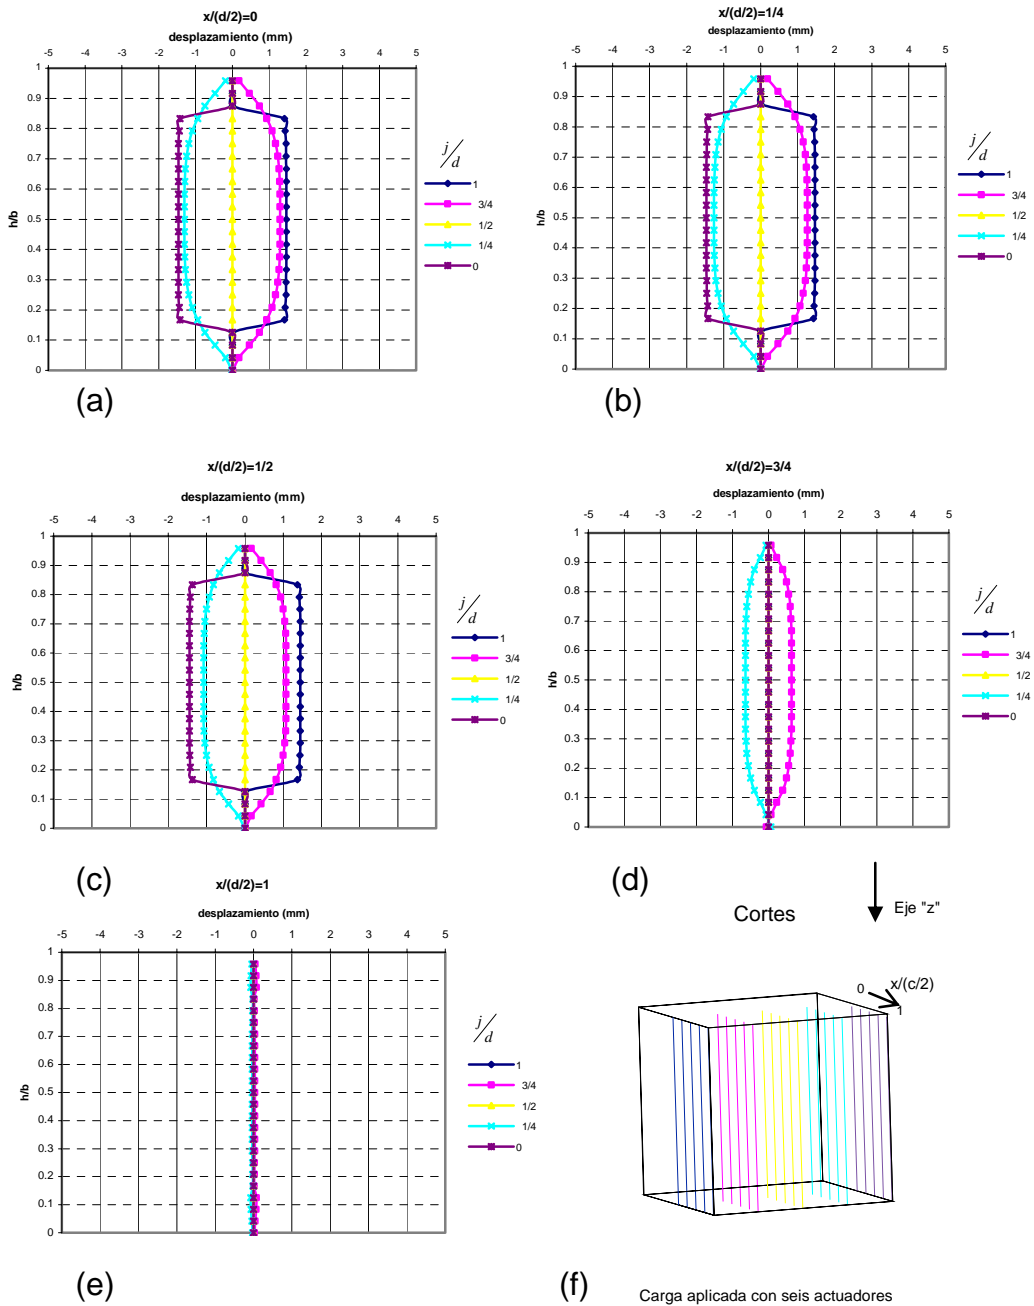 x/(d/2)=0
desplazamiento (mm)
-5 -4 -3 -2 -1 0 1 2 3 4 5
1
0.9
0.8
0.7
0.6
0.5
0.4
0.3
0.2
0.1
0
h/b
j/d
1
3/4
1/2
1/4
0
(a)
x/(d/2)=1/4
desplazamiento (mm)
-5 -4 -3 -2 -1 0 1 2 3 4 5
1
0.9
0.8
0.7
0.6
0.5
0.4
0.3
0.2
0.1
0
h/b
j/d
1
3/4
1/2
1/4
0
(b)
x/(d/2)=1/2
desplazamiento (mm)
-5 -4 -3 -2 -1 0 1 2 3 4 5
1
0.9
0.8
0.7
0.6
0.5
0.4
0.3
0.2
0.1
0
h/b
j/d
1
3/4
1/2
1/4
0
(c)
x/(d/2)=3/4
desplazamiento (mm)
-5 -4 -3 -2 -1 0 1 2 3 4 5
1
0.9
0.8
0.7
0.6
0.5
0.4
0.3
0.2
0.1
0
h/b
j/d
1
3/4
1/2
1/4
0
(d)
x/(d/2)=1
desplazamiento (mm)
-5 -4 -3 -2 -1 0 1 2 3 4 5
1
0.9
0.8
0.7
0.6
0.5
0.4
0.3
0.2
0.1
0
h/b
j/d
1
3/4
1/2
1/4
0
(e)
Cortes
Eje "z"
0
x/(c/2)
1
(f)
Carga aplicada con seis actuadores